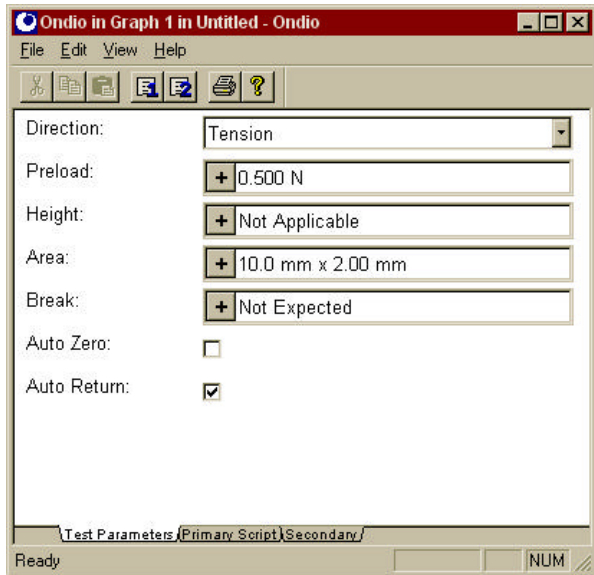 Ondio in Graph 1 in Untitled - Ondio
File Edit View Help
1 2 ?
Direction: Tension
Preload: + 0.500 N
Height: + Not Applicable
Area: + 10.0 mm x 2.00 mm
Break: + Not Expected
Auto Zero:
Auto Return:
Test Parameters Primary Script Secondary
Ready NUM